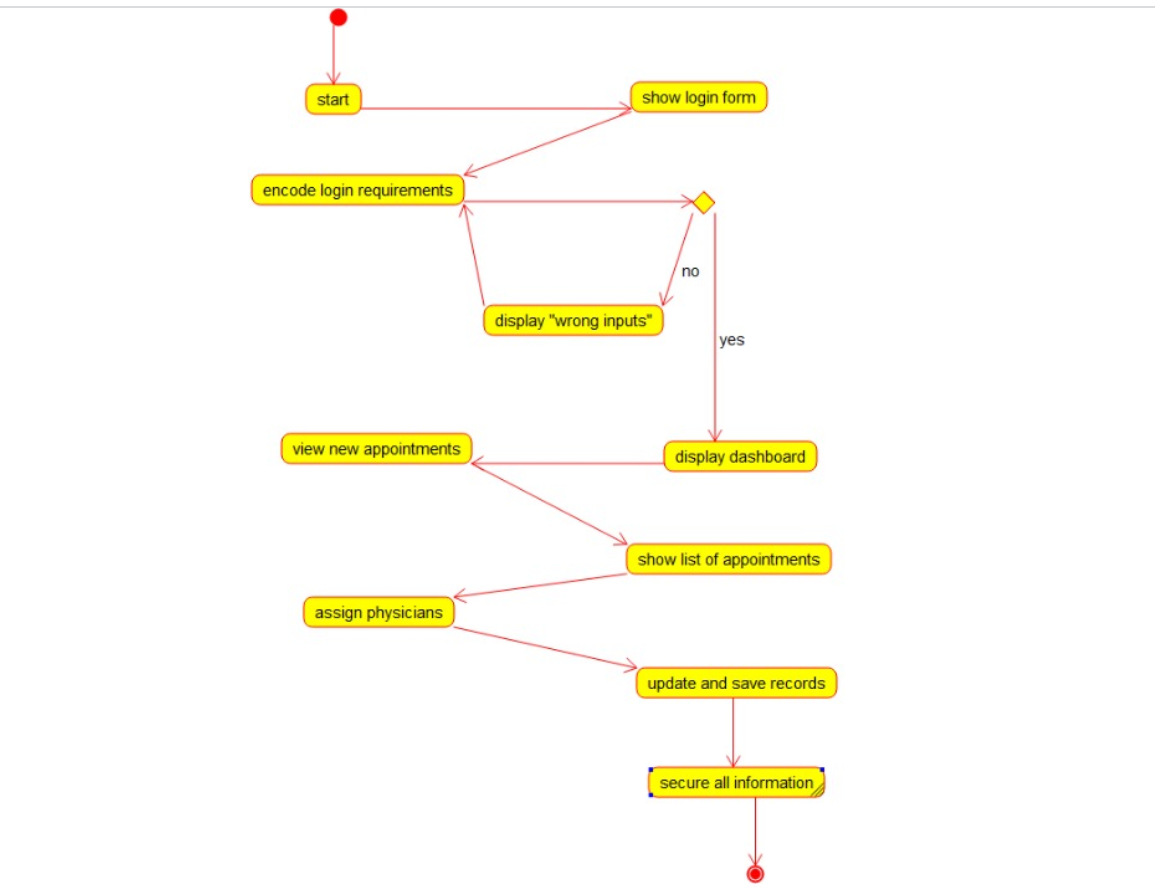 start
show login form
encode login requirements
no
display "wrong inputs"
yes
view new appointments
display dashboard
show list of appointments
assign physicians
update and save records
secure all information